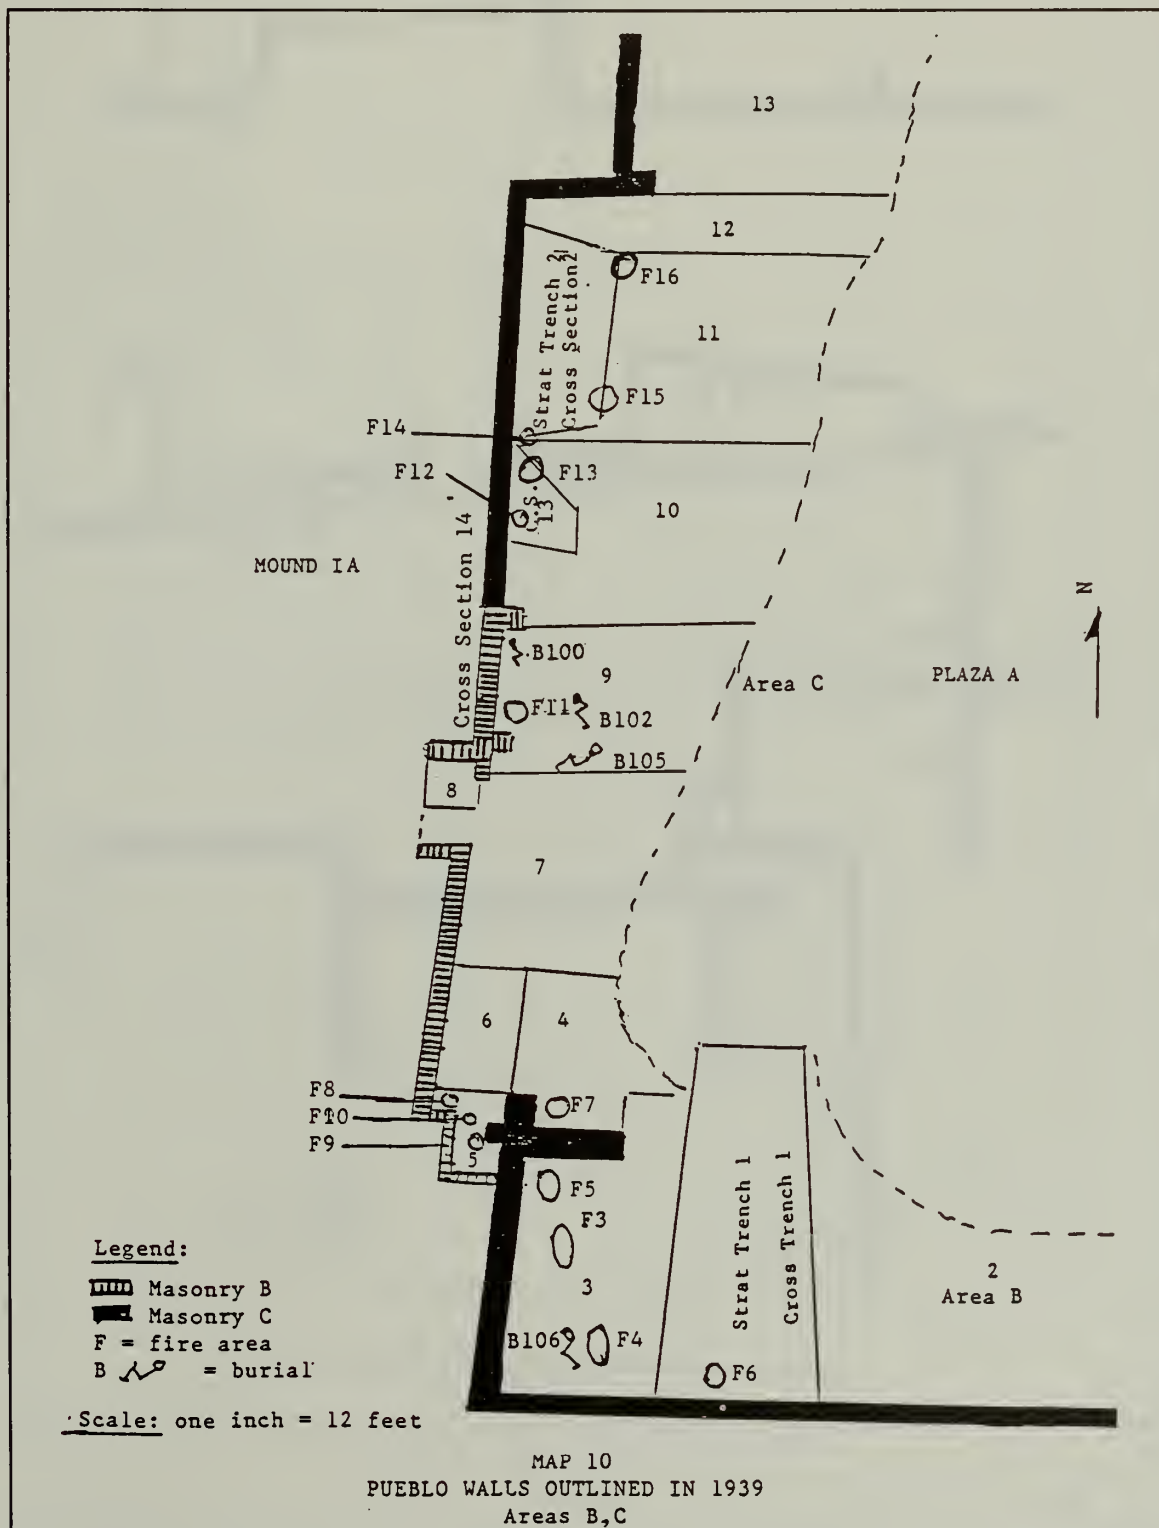 13
12
F16
Strat Trench 2
Cross Section 2
11
F15
F14
F13
F12
C.S.
13
10
MOUND IA
Cross Section 14
N
B100
9
Area C
PLAZA A
F11
B102
B105
8
7
6
4
F8
F10
F9
F7
5
F5
F3
Strat Trench 1
Cross Trench 1
3
2
Area B
B106
F4
F6
Legend:
Masonry B
Masonry C
F = fire area
B = burial
Scale: one inch = 12 feet
MAP 10
PUEBLO WALLS OUTLINED IN 1939
Areas B,C